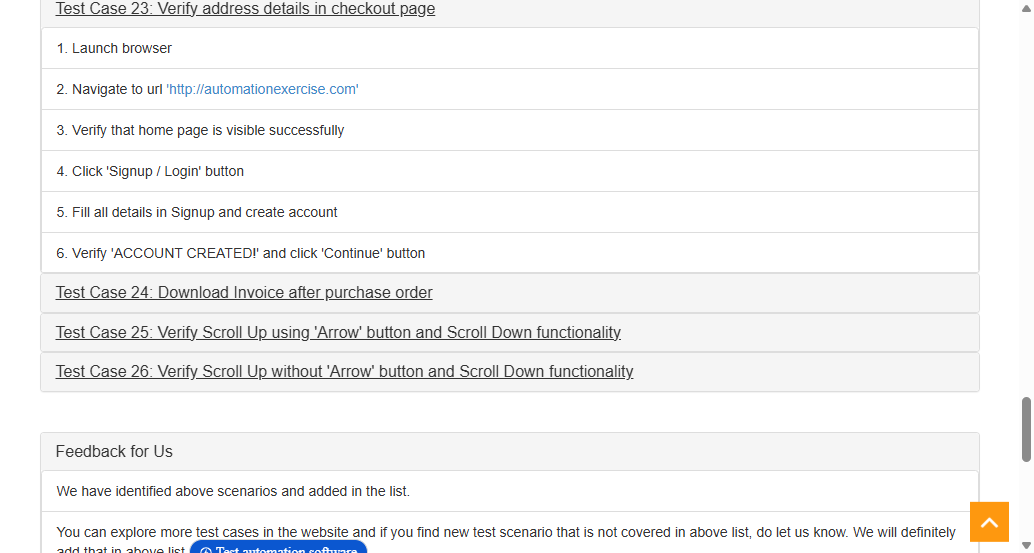 Test Case 23: Verify address details in checkout page
1. Launch browser
2. Navigate to url 'http://automationexercise.com'
3. Verify that home page is visible successfully
4. Click 'Signup / Login' button
5. Fill all details in Signup and create account
6. Verify 'ACCOUNT CREATED!' and click 'Continue' button
Test Case 24: Download Invoice after purchase order
Test Case 25: Verify Scroll Up using 'Arrow' button and Scroll Down functionality
Test Case 26: Verify Scroll Up without 'Arrow' button and Scroll Down functionality
Feedback for Us
We have identified above scenarios and added in the list.
You can explore more test cases in the website and if you find new test scenario that is not covered in above list, do let us know. We will definitely
add that in above list Test automation software